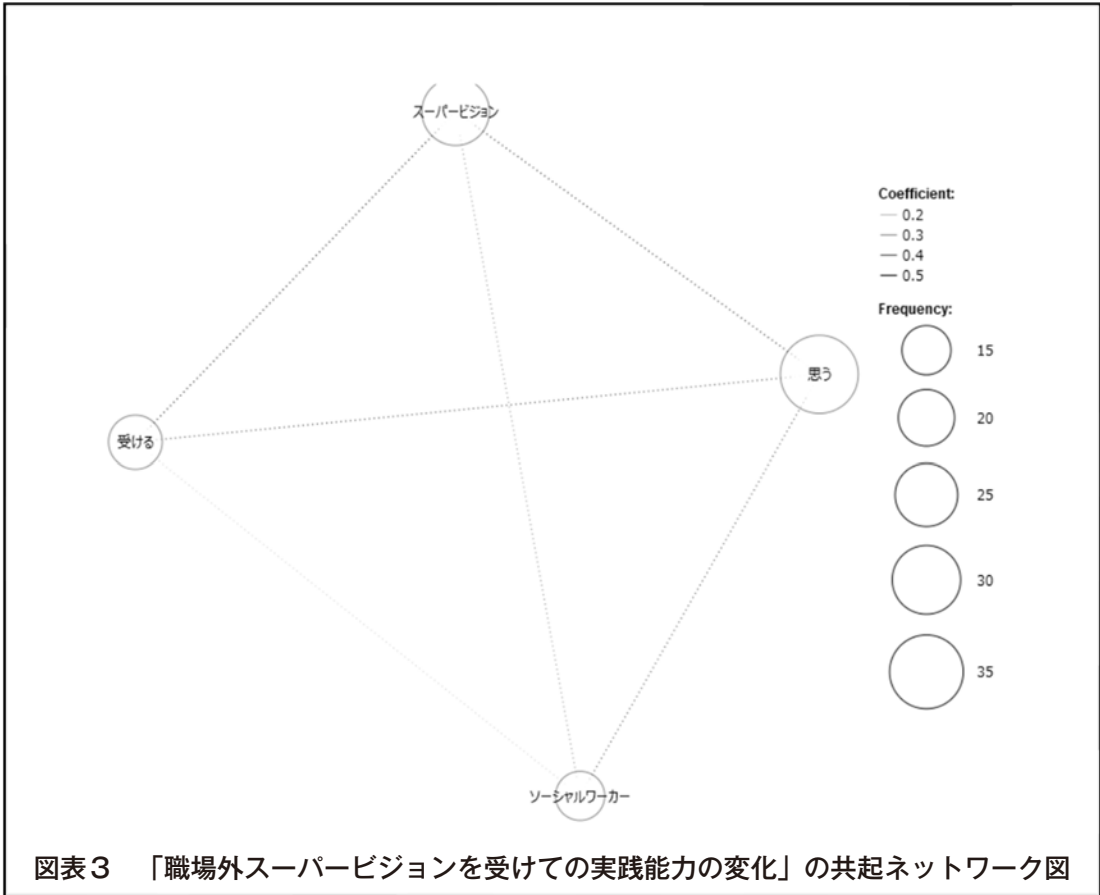 スーパービジョン
思う
受ける
ソーシャルワーカー
Coefficient:
0.2
0.3
0.4
0.5
Frequency:
15
20
25
30
35
図表3 「職場外スーパービジョンを受けての実践能力の変化」の共起ネットワーク図